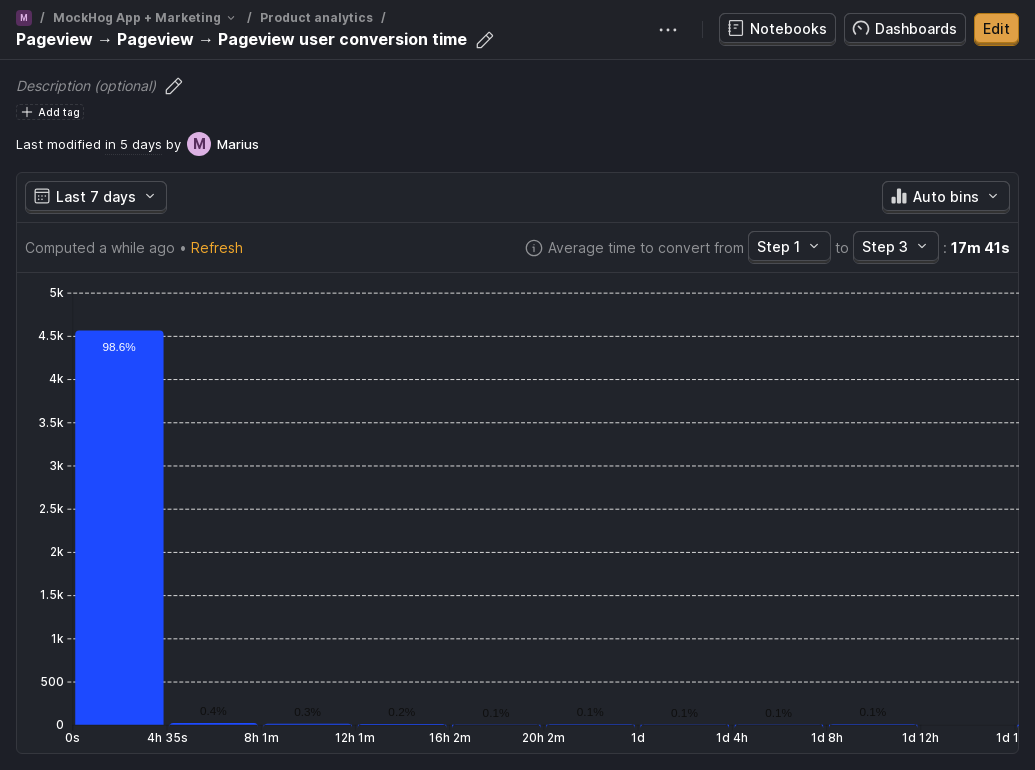 M / MockHog App + Marketing / Product analytics /
Pageview → Pageview → Pageview user conversion time
Notebooks
Dashboards
Edit
Description (optional)
Add tag
Last modified in 5 days by M Marius
Last 7 days
Auto bins
Computed a while ago • Refresh
Average time to convert from Step 1 to Step 3 : 17m 41s
5k
4.5k
4k
3.5k
3k
2.5k
2k
1.5k
1k
500
0
98.6%
0.4%
0.3%
0.2%
0.1%
0.1%
0.1%
0.1%
0.1%
0s 4h 35s 8h 1m 12h 1m 16h 2m 20h 2m 1d 1d 4h 1d 8h 1d 12h 1d 1